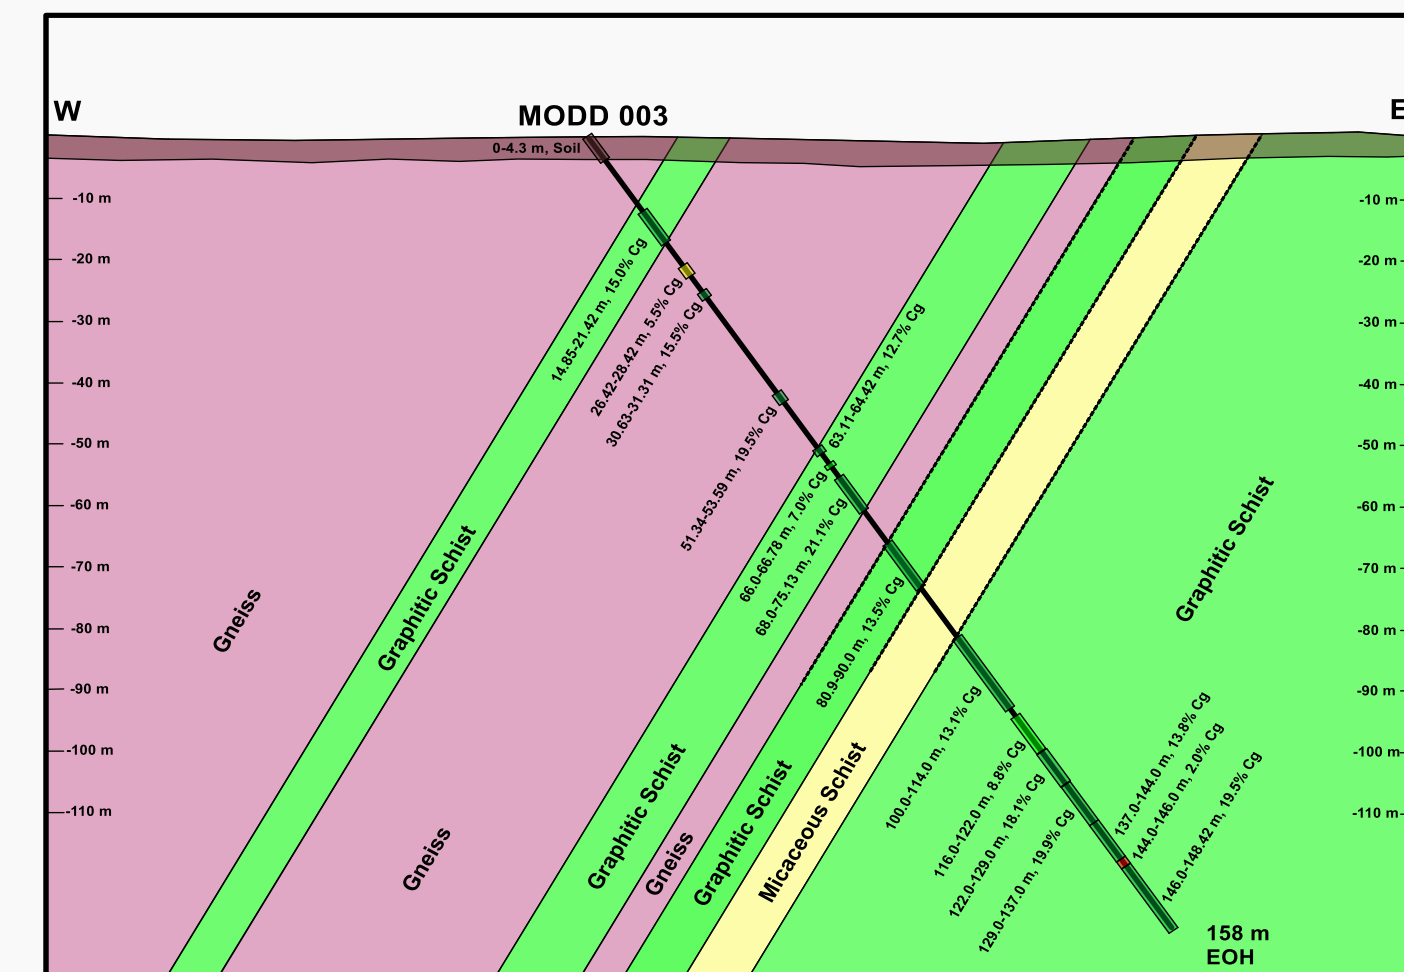 W
MODD 003
E
0-4.3 m, Soil
-10 m
-20 m
-30 m
-40 m
-50 m
-60 m
-70 m
-80 m
-90 m
-100 m
-110 m
14.85-21.42 m, 15.0% Cg
26.42-28.42 m, 5.5% Cg
30.63-31.31 m, 15.5% Cg
51.34-53.59 m, 19.5% Cg
63.11-64.42 m, 12.7% Cg
66.0-66.78 m, 7.0% Cg
68.0-75.13 m, 21.1% Cg
80.9-90.0 m, 13.5% Cg
100.0-114.0 m, 13.1% Cg
116.0-122.0 m, 8.8% Cg
122.0-129.0 m, 18.1% Cg
129.0-137.0 m, 19.9% Cg
137.0-144.0 m, 13.8% Cg
144.0-146.0 m, 2.0% Cg
146.0-148.42 m, 19.5% Cg
Gneiss
Graphitic Schist
Gneiss
Graphitic Schist
Gneiss
Graphitic Schist
Micaceous Schist
Graphitic Schist
158 m
EOH
-10 m
-20 m
-30 m
-40 m
-50 m
-60 m
-70 m
-80 m
-90 m
-100 m
-110 m